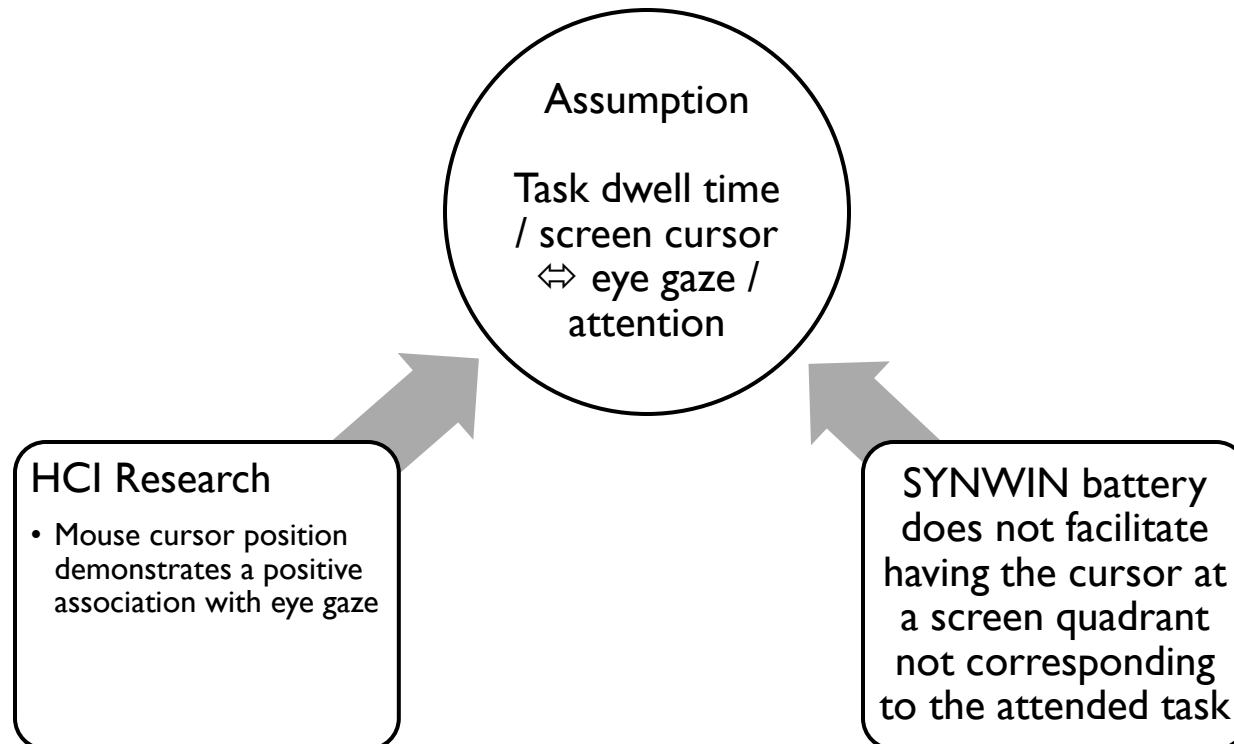 Assumption
Task dwell time
/ screen cursor
⬄ eye gaze /
attention
HCI Research
• Mouse cursor position
demonstrates a positive
association with eye gaze
SYNWIN battery
does not facilitate
having the cursor at
a screen quadrant
not corresponding
to the attended task